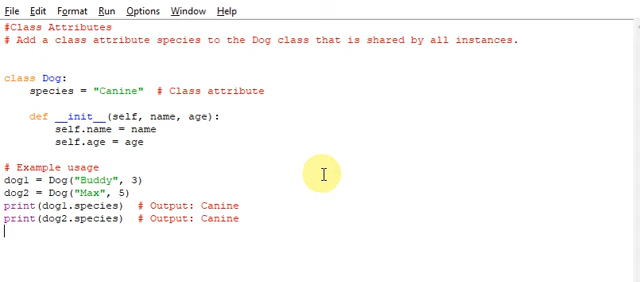 File Edit Format Run Options Window Help
#Class Attributes
# Add a class attribute species to the Dog class that is shared by all instances.
class Dog:
    species = "Canine"  # Class attribute
    def __init__(self, name, age):
        self.name = name
        self.age = age
# Example usage
dog1 = Dog("Buddy", 3)
dog2 = Dog("Max", 5)
print(dog1.species)  # Output: Canine
print(dog2.species)  # Output: Canine